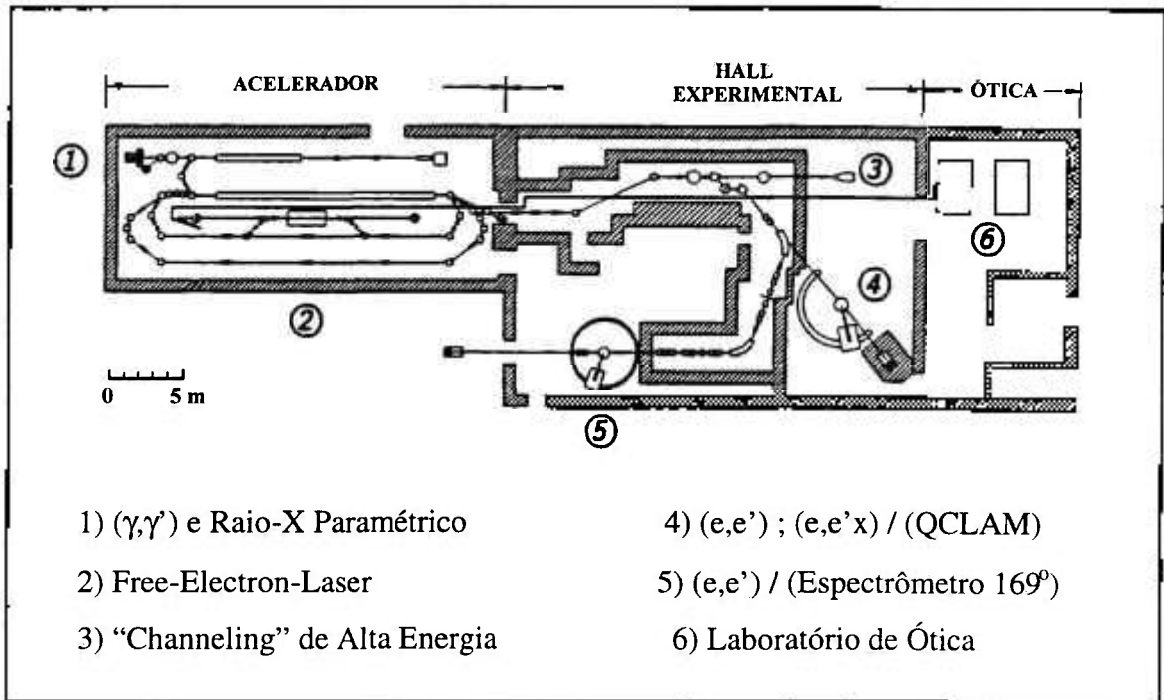 ACELERADOR
HALL
EXPERIMENTAL
ÓTICA
1
2
3
4
5
6
0 5 m
1) (γ,γ’) e Raio-X Paramétrico
2) Free-Electron-Laser
3) “Channeling” de Alta Energia
4) (e,e’) ; (e,e’x) / (QCLAM)
5) (e,e’) / (Espectrômetro 169º)
6) Laboratório de Ótica